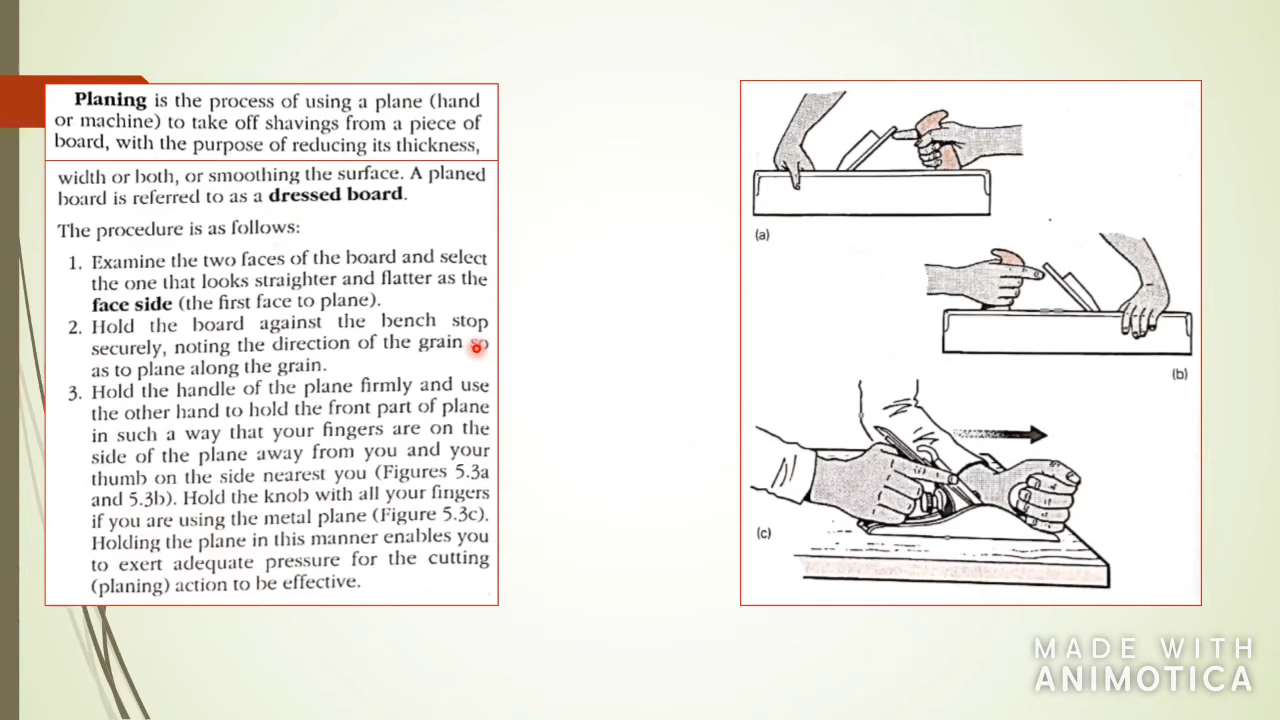 Planing is the process of using a plane (hand
or machine) to take off shavings from a piece of
board, with the purpose of reducing its thickness,
width or both, or smoothing the surface. A planed
board is referred to as a dressed board.
The procedure is as follows:
1. Examine the two faces of the board and select
the one that looks straighter and flatter as the
face side (the first face to plane).
2. Hold the board against the bench stop
securely, noting the direction of the grain so
as to plane along the grain.
3. Hold the handle of the plane firmly and use
the other hand to hold the front part of plane
in such a way that your fingers are on the
side of the plane away from you and your
thumb on the side nearest you (Figures 5.3a
and 5.3b). Hold the knob with all your fingers
if you are using the metal plane (Figure 5.3c).
Holding the plane in this manner enables you
to exert adequate pressure for the cutting
(planing) action to be effective.
(a)
(b)
(c)
MADE WITH
ANIMOTICA